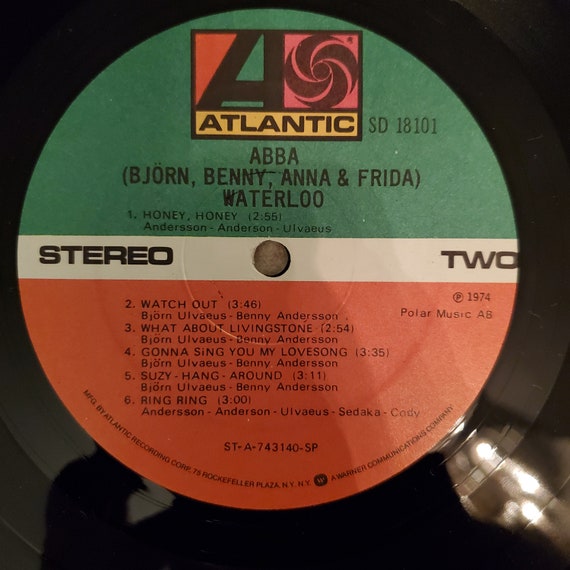 ATLANTIC
SD 18101
ABBA
(BJÖRN, BENNY, ANNA & FRIDA)
WATERLOO
1. HONEY, HONEY (2:55)
Andersson-Anderson-Ulvaeus
STEREO
TWO
℗ 1974
Polar Music AB
2. WATCH OUT (3:46)
Björn Ulvaeus-Benny Andersson
3. WHAT ABOUT LIVINGSTONE (2:54)
Björn Ulvaeus-Benny Andersson
4. GONNA SING YOU MY LOVESONG (3:35)
Björn Ulvaeus-Benny Andersson
5. SUZY-HANG-AROUND (3:11)
Björn Ulvaeus-Benny Andersson
6. RING RING (3:00)
Andersson-Anderson-Ulvaeus-Sedaka-Cody
ST-A-743140-SP
MFG. BY ATLANTIC RECORDING CORP., 75 ROCKEFELLER PLAZA, N.Y. N.Y. A WARNER COMMUNICATIONS COMPANY